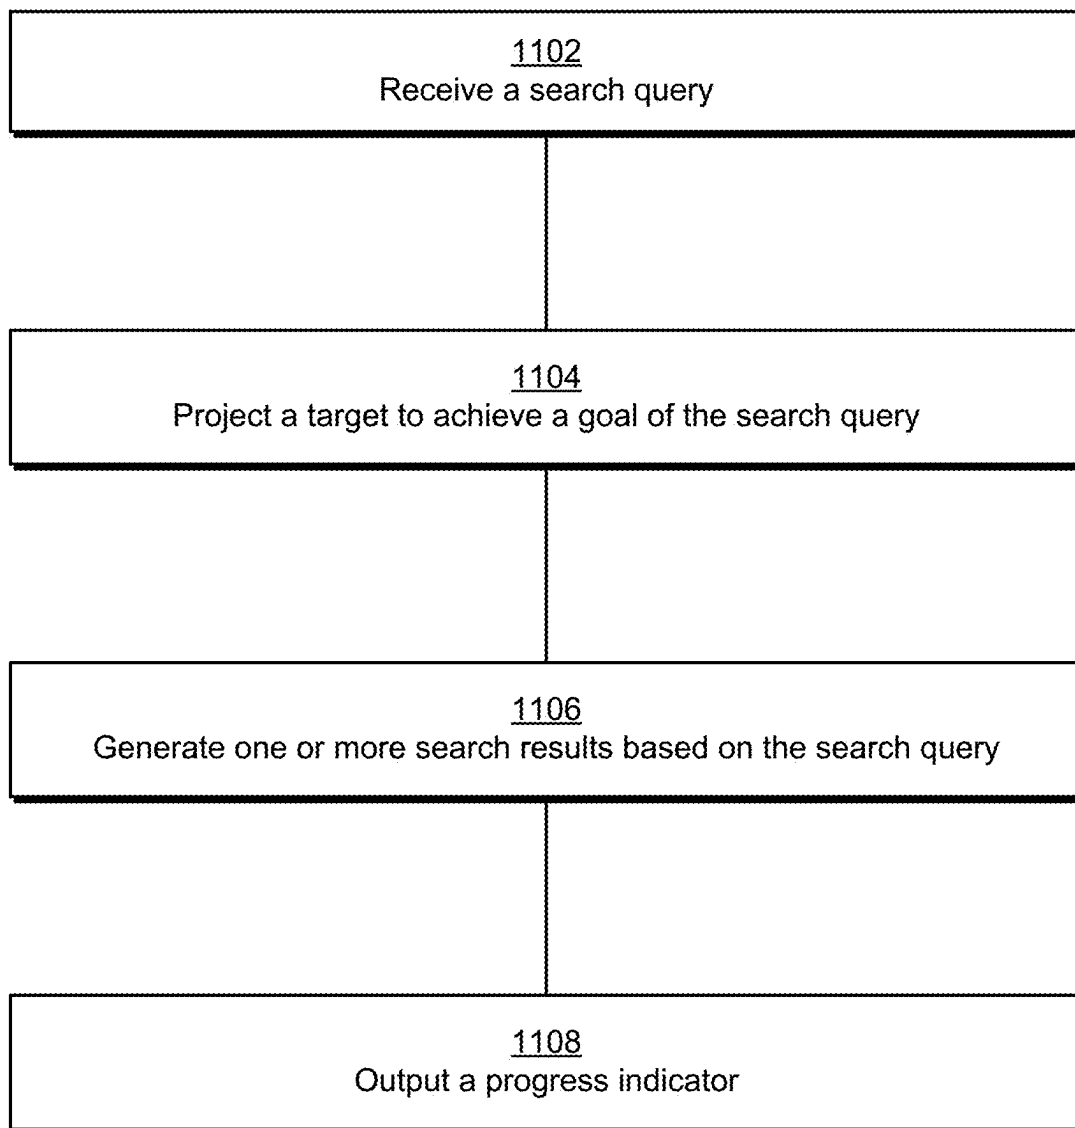 1102
Receive a search query
1104
Project a target to achieve a goal of the search query
1106
Generate one or more search results based on the search query
1108
Output a progress indicator